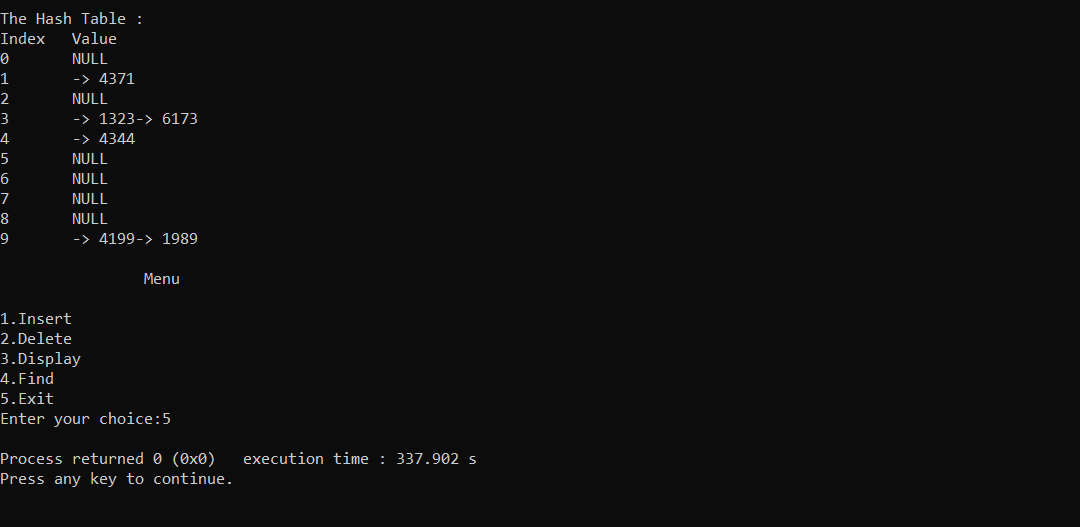 The Hash Table :
Index   Value
0       NULL
1       -> 4371
2       NULL
3       -> 1323-> 6173
4       -> 4344
5       NULL
6       NULL
7       NULL
8       NULL
9       -> 4199-> 1989
                Menu
1.Insert
2.Delete
3.Display
4.Find
5.Exit
Enter your choice:5
Process returned 0 (0x0)   execution time : 337.902 s
Press any key to continue.